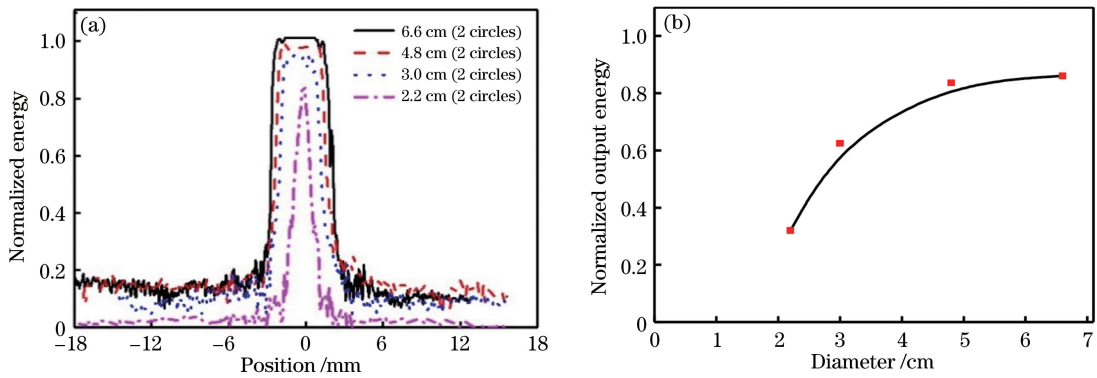 (a)
6.6 cm (2 circles)
4.8 cm (2 circles)
3.0 cm (2 circles)
2.2 cm (2 circles)
Normalized energy
1.0
0.8
0.6
0.4
0.2
0
-18 -12 -6 0 6 12 18
Position /mm
(b)
Normalized output energy
1.0
0.8
0.6
0.4
0.2
0
0 1 2 3 4 5 6 7
Diameter /cm